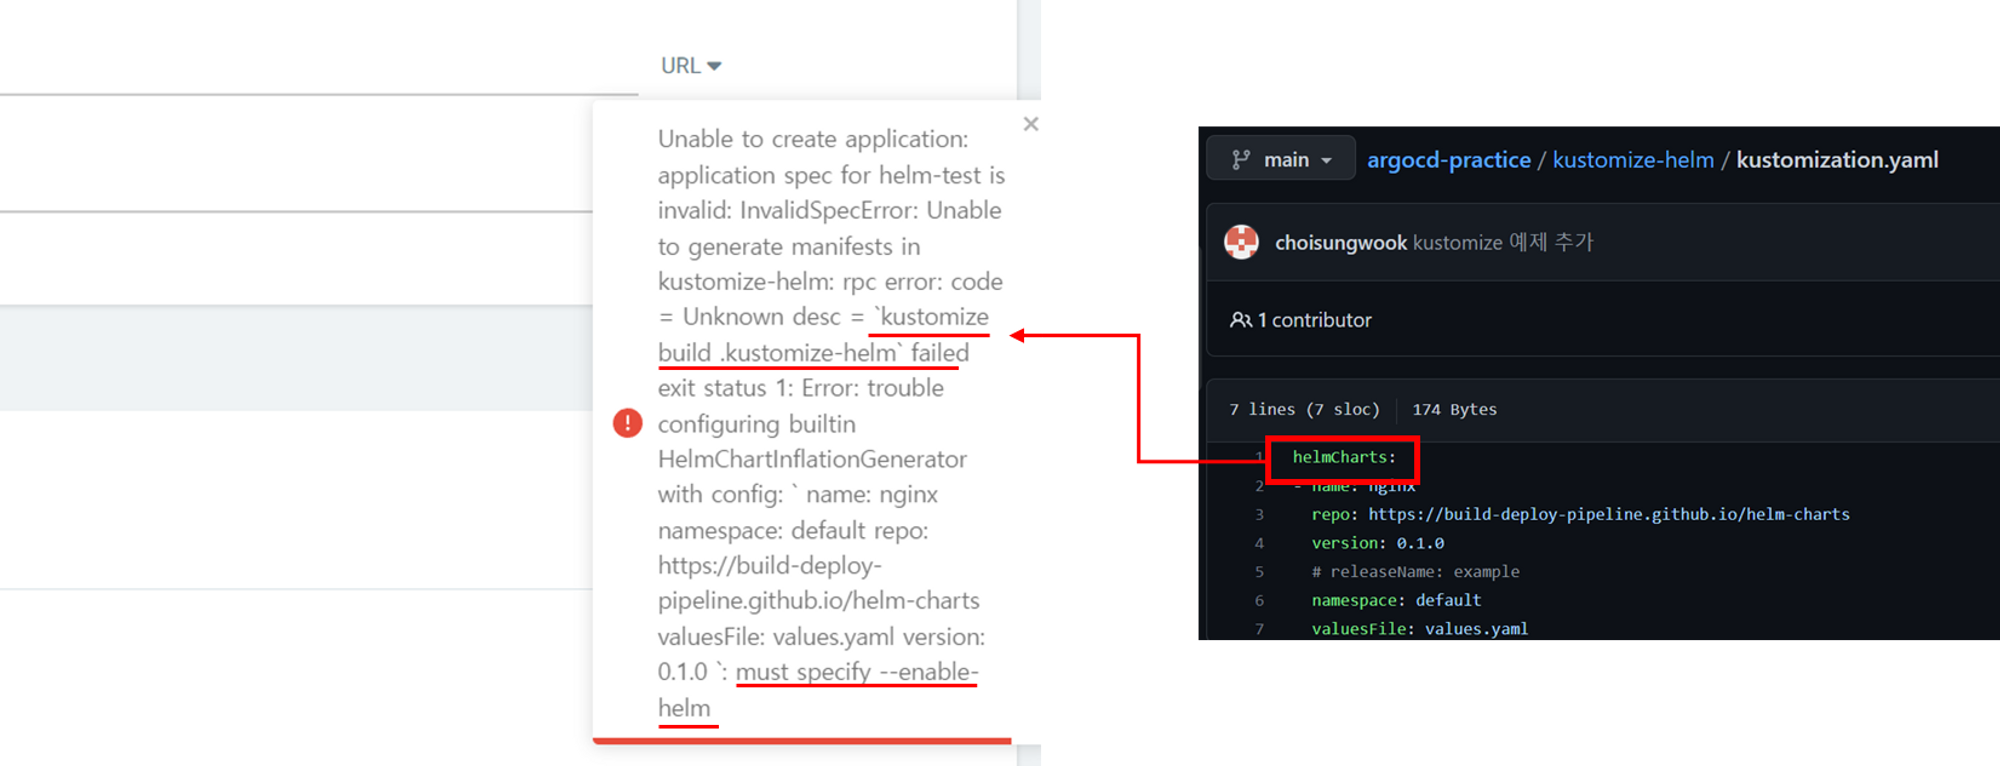 URL
Unable to create application:
application spec for helm-test is
invalid: InvalidSpecError: Unable
to generate manifests in
kustomize-helm: rpc error: code
= Unknown desc = `kustomize
build .kustomize-helm` failed
exit status 1: Error: trouble
configuring builtin
HelmChartInflationGenerator
with config: ` name: nginx
namespace: default repo:
https://build-deploy-
pipeline.github.io/helm-charts
valuesFile: values.yaml version:
0.1.0 `: must specify --enable-
helm
main argocd-practice / kustomize-helm / kustomization.yaml
choisungwook kustomize 예제 추가
1 contributor
7 lines (7 sloc) 174 Bytes
1 helmCharts:
2 - name: nginx
3 repo: https://build-deploy-pipeline.github.io/helm-charts
4 version: 0.1.0
5 # releaseName: example
6 namespace: default
7 valuesFile: values.yaml